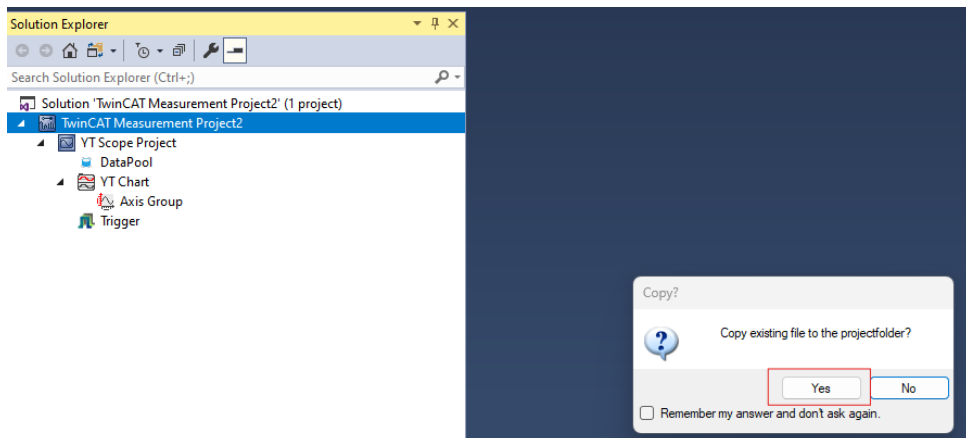 Solution Explorer
Search Solution Explorer (Ctrl+;)
Solution 'TwinCAT Measurement Project2' (1 project)
TwinCAT Measurement Project2
YT Scope Project
DataPool
YT Chart
Axis Group
Trigger
Copy?
Copy existing file to the projectfolder?
Yes No
Remember my answer and don't ask again.